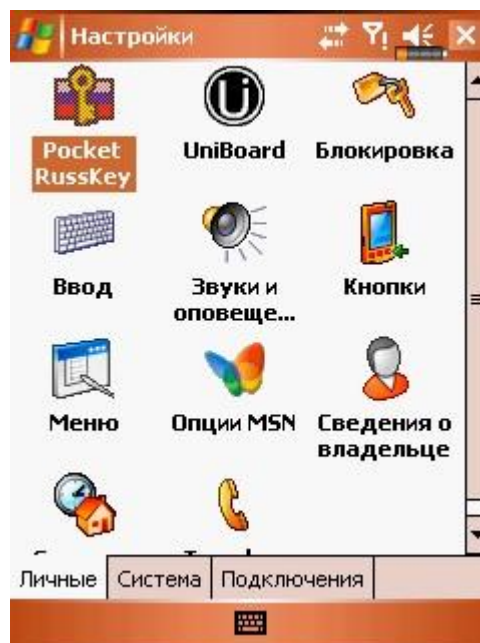 Настройки
Pocket RussKey
UniBoard
Блокировка
Ввод
Звуки и оповеще...
Кнопки
Меню
Опции MSN
Сведения о владельце
Личные
Система
Подключения